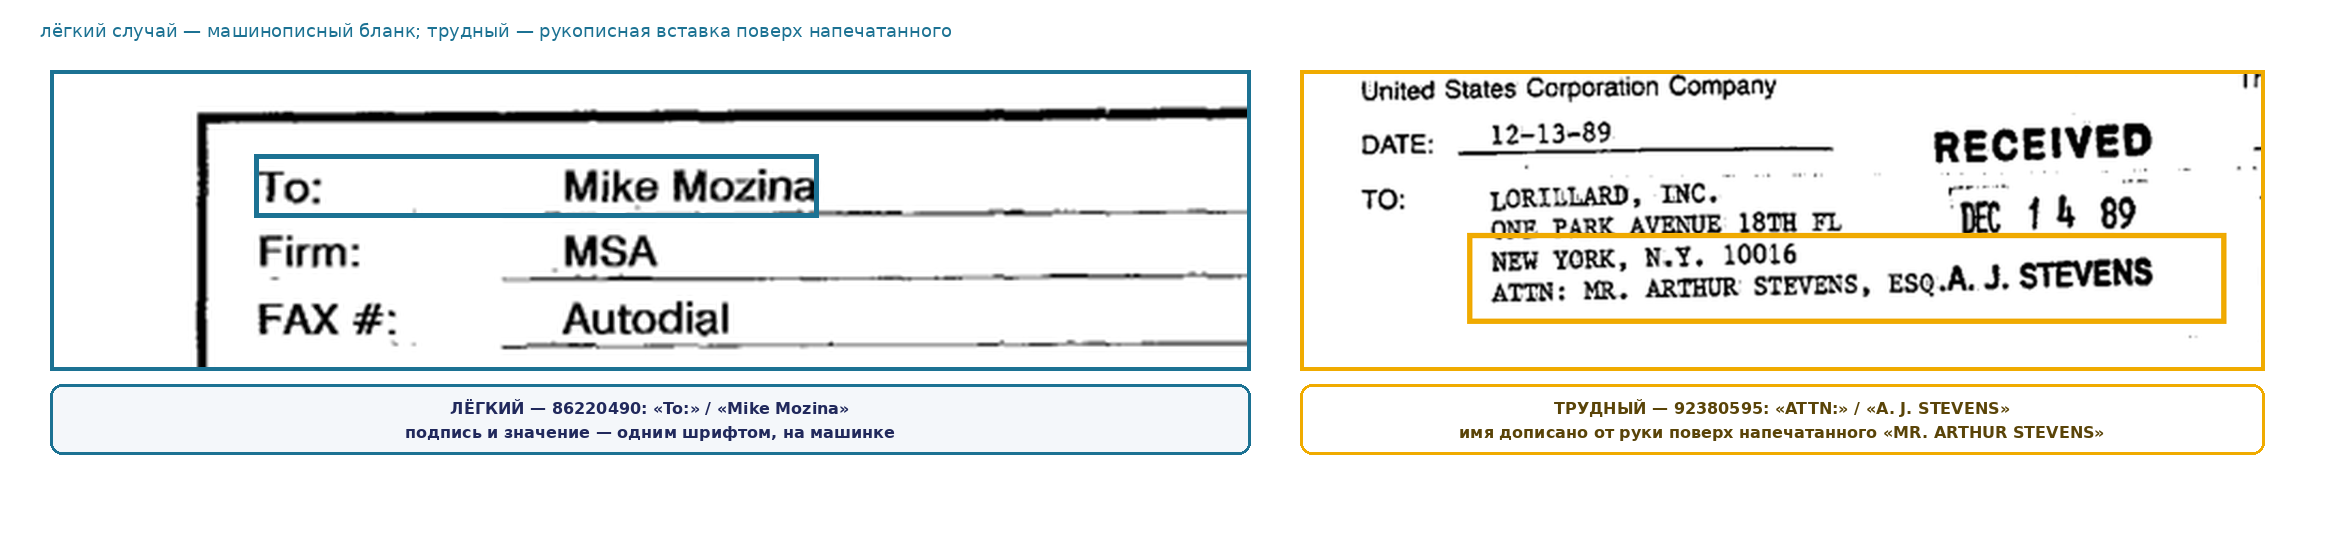 лёгкий случай — машинописный бланк; трудный — рукописная вставка поверх напечатанного
To: Mike Mozina
Firm: MSA
FAX #: Autodial
ЛЁГКИЙ — 86220490: «To:» / «Mike Mozina»
подпись и значение — одним шрифтом, на машинке
United States Corporation Company
DATE: 12-13-89
RECEIVED
TO: LORILLARD, INC.
ONE PARK AVENUE 18TH FL
DEC 14 89
NEW YORK, N.Y. 10016
ATTN: MR. ARTHUR STEVENS, ESQ.
A. J. STEVENS
ТРУДНЫЙ — 92380595: «ATTN:» / «A. J. STEVENS»
имя дописано от руки поверх напечатанного «MR. ARTHUR STEVENS»